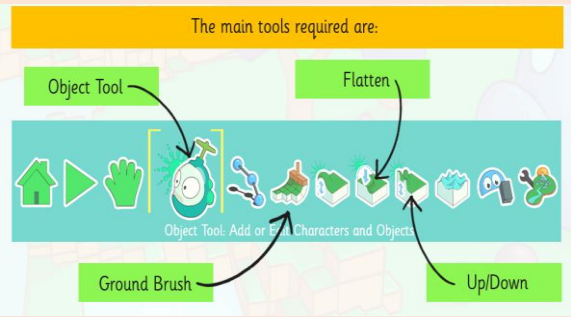 The main tools required are:
Object Tool
Flatten
Object Tool: Add or Edit Characters and Objects
Ground Brush
Up/Down